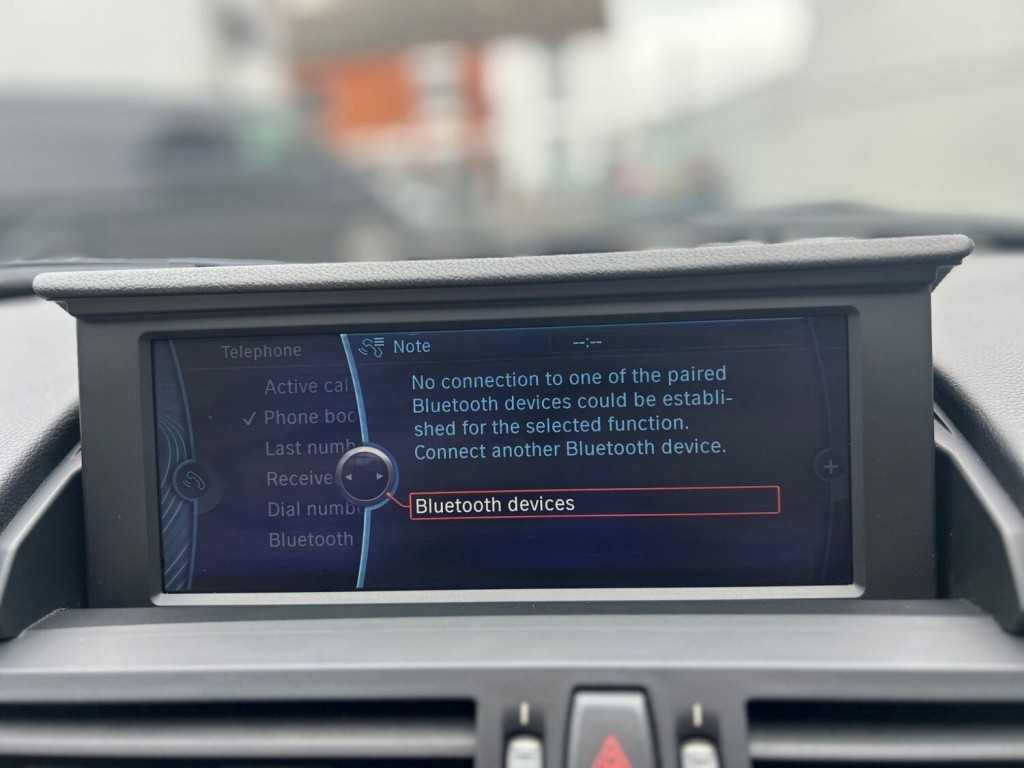 Telephone
Note
--:--
Active cal
✓ Phone boo
Last numb
Receive
Dial numb
Bluetooth
No connection to one of the paired
Bluetooth devices could be establi-
shed for the selected function.
Connect another Bluetooth device.
Bluetooth devices